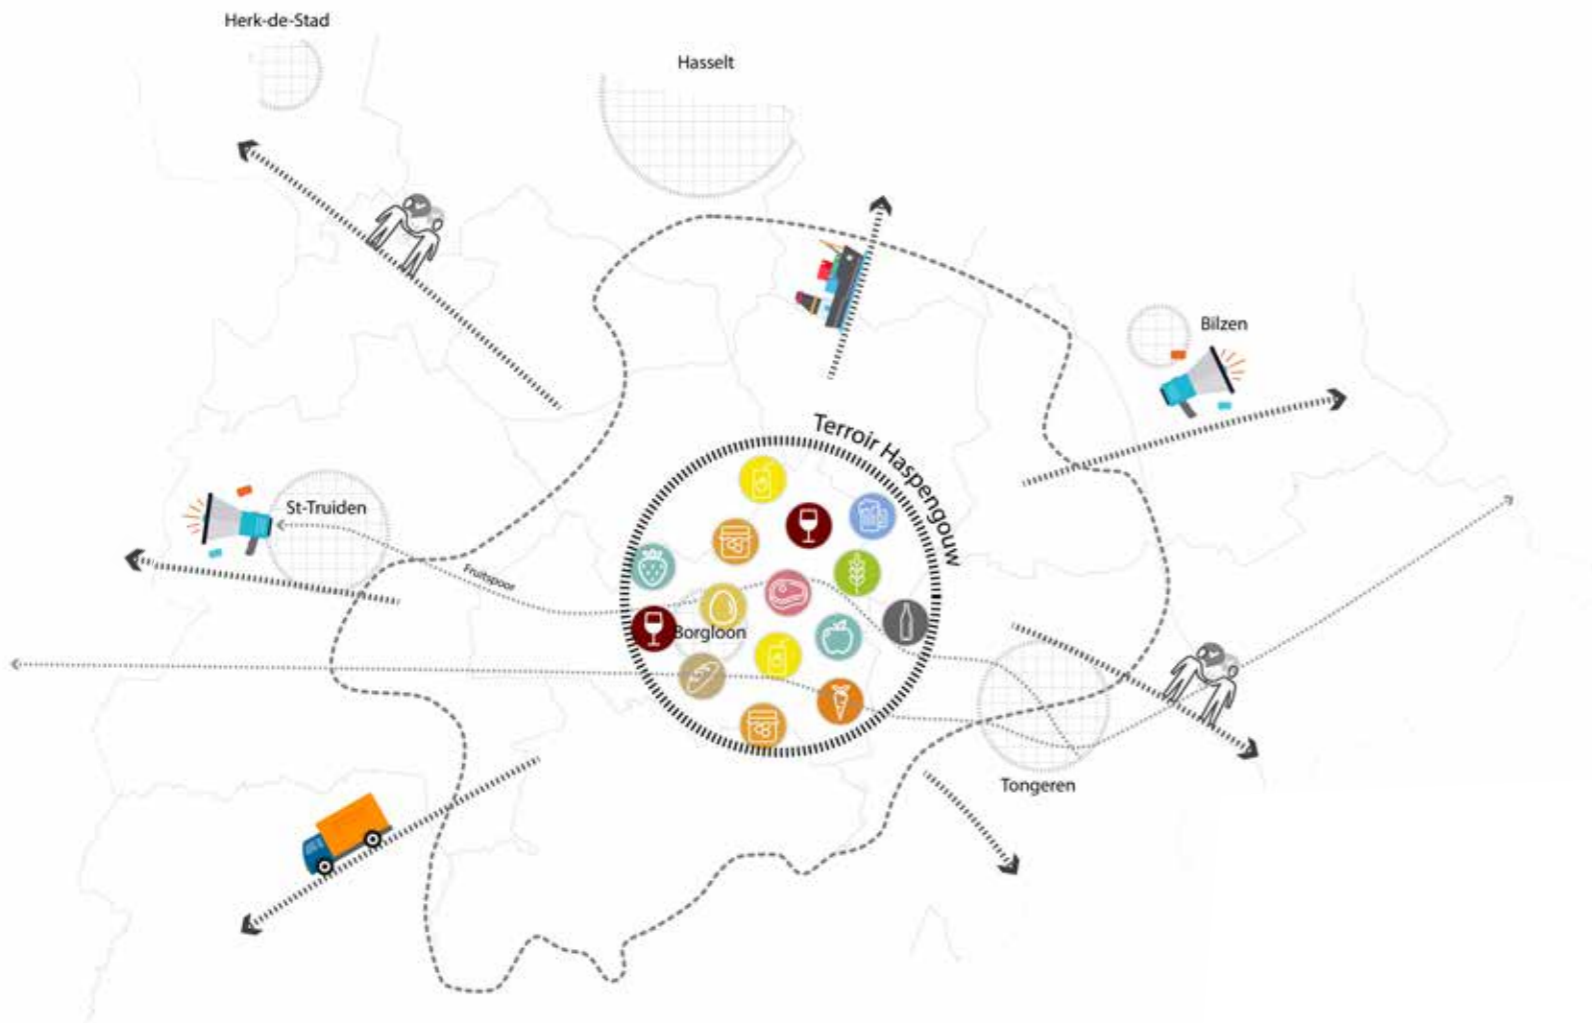 Herk-de-Stad
Hasselt
Bilzen
Terroir Haspengouw
St-Truiden
Fruitspoor
Borgloon
Tongeren